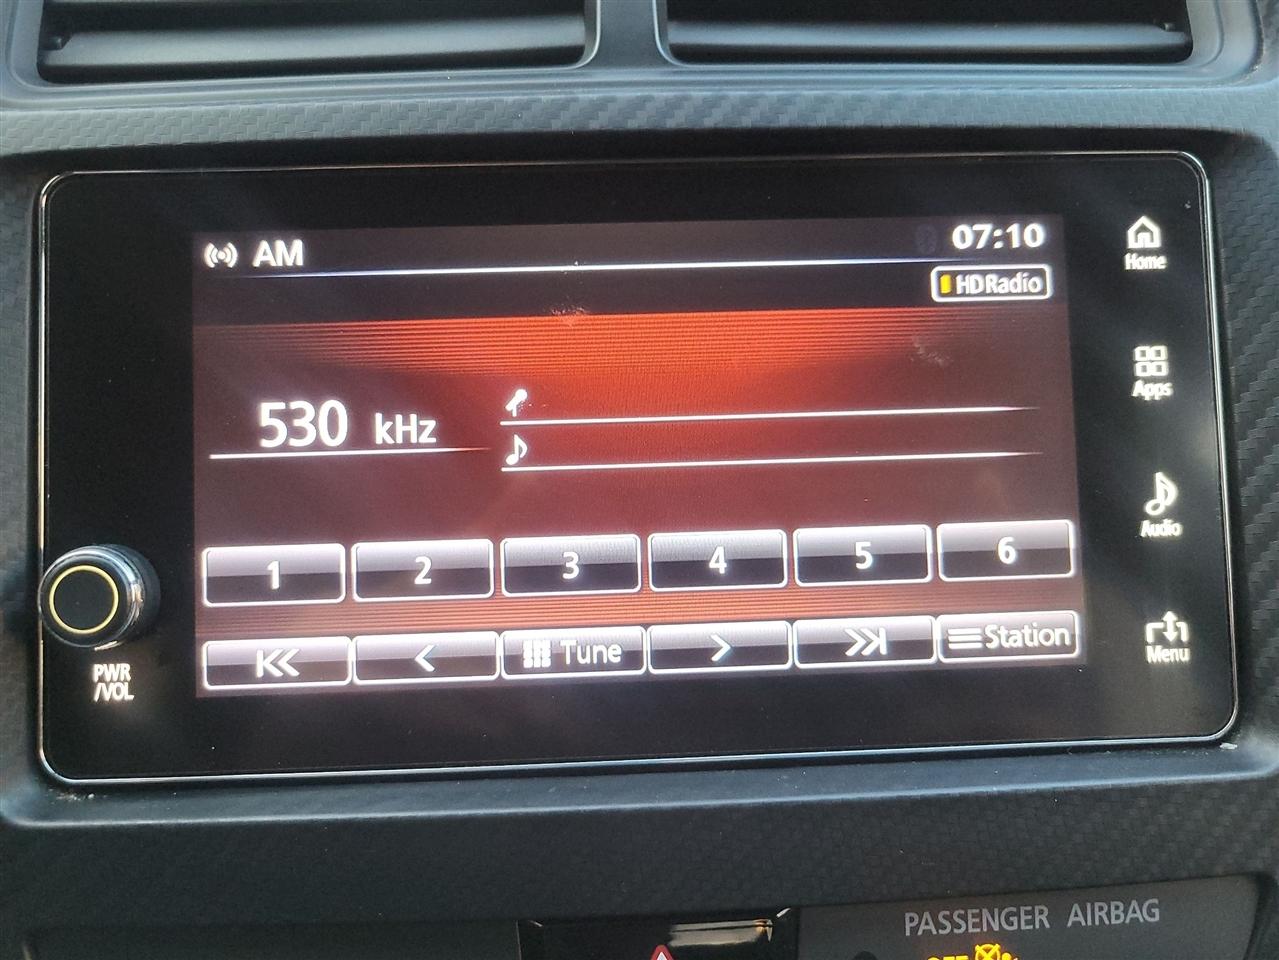 AM
07:10
HD Radio
Home
530 kHz
Apps
Audio
1 2 3 4 5 6
Tune
Station
Menu
PWR
/VOL
PASSENGER AIRBAG
OFF